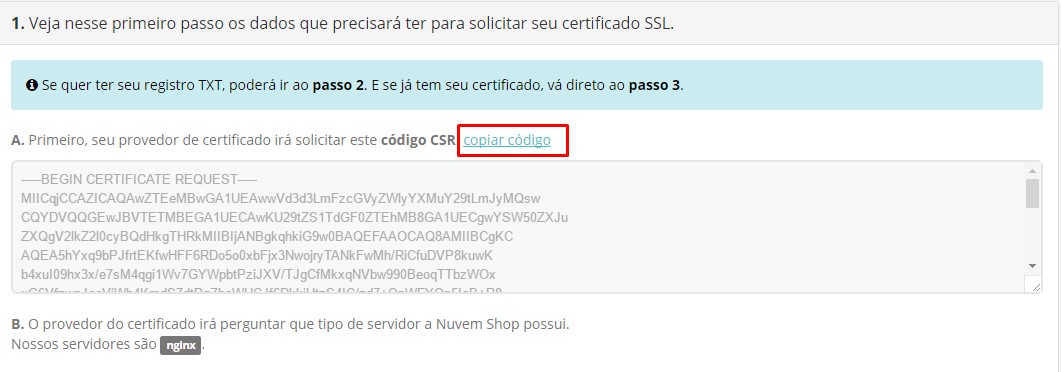 1. Veja nesse primeiro passo os dados que precisará ter para solicitar seu certificado SSL.
Se quer ter seu registro TXT, poderá ir ao passo 2. E se já tem seu certificado, vá direto ao passo 3.
A. Primeiro, seu provedor de certificado irá solicitar este código CSR copiar código
-----BEGIN CERTIFICATE REQUEST-----
MIICqjCCAZICAQAwZTEeMBwGA1UEAwwVd3d3LmFzcGVyZWlyYXMuY29tLmJyMQsw
CQYDVQQGEwJBVTETMBEGA1UECAwKU29tZS1TdGF0ZTEhMB8GA1UECgwYSW50ZXJu
ZXQgV2lkZ2l0cyBQdHkgTHRkMIIBIjANBgkqhkiG9w0BAQEFAAOCAQ8AMIIBCgKC
AQEA5hYxq9bPJfrtEKfwHFF6RDo5o0xbFjx3NwojryTANkFwMh/RiCfuDVP8kuwK
b4xuI09hx3x/e7sM4qgi1Wv7GYWpbtPziJXV/TJgCfMkxqNVbw990BeoqTTbzWOx
B. O provedor do certificado irá perguntar que tipo de servidor a Nuvem Shop possui.
Nossos servidores são nginx.